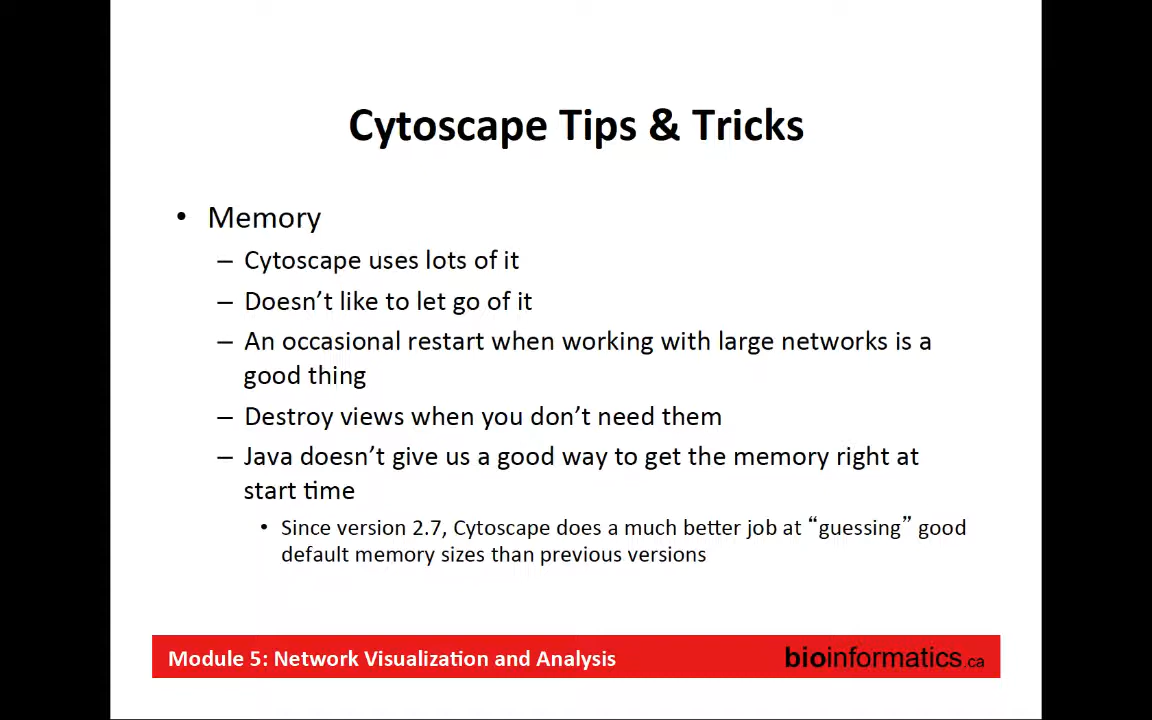 Cytoscape Tips & Tricks
• Memory
– Cytoscape uses lots of it
– Doesn’t like to let go of it
– An occasional restart when working with large networks is a
good thing
– Destroy views when you don’t need them
– Java doesn’t give us a good way to get the memory right at
start time
• Since version 2.7, Cytoscape does a much better job at “guessing” good
default memory sizes than previous versions
Module 5: Network Visualization and Analysis
bioinformatics.ca